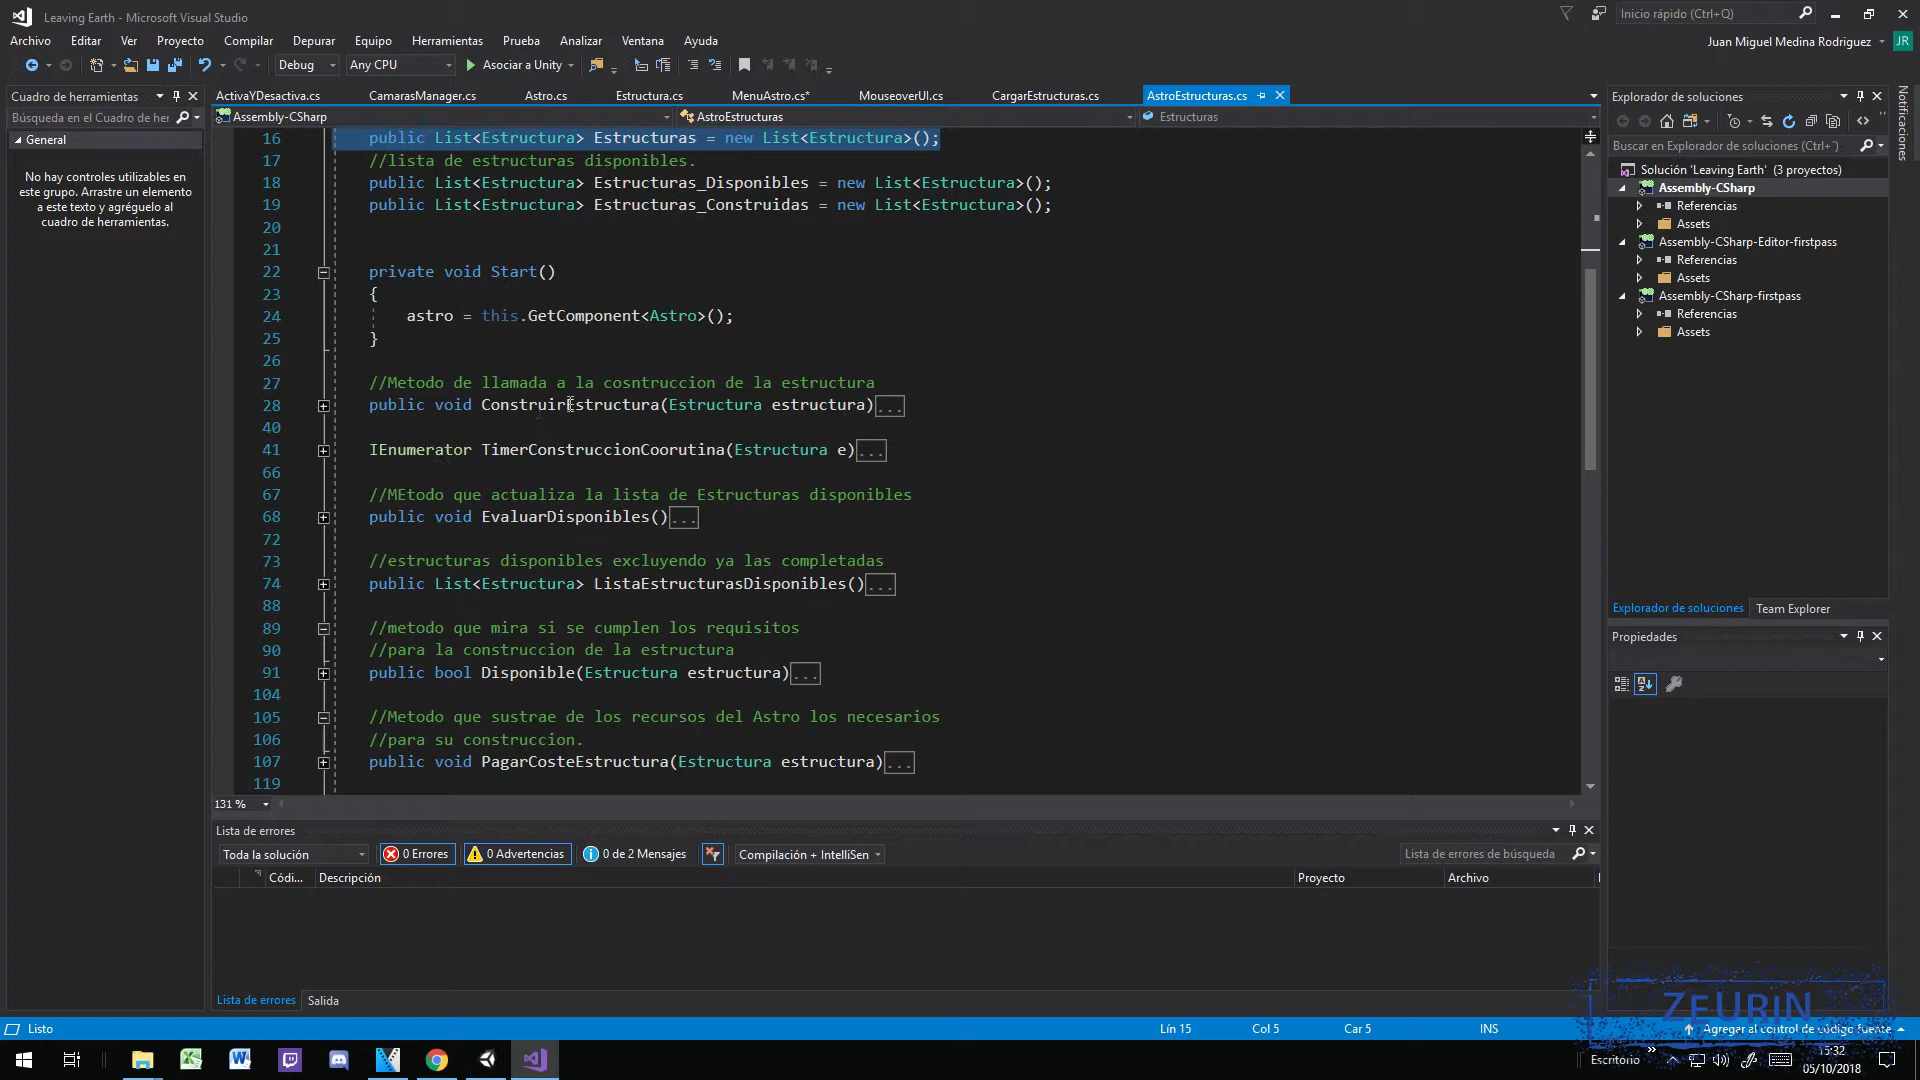 Leaving Earth - Microsoft Visual Studio
Inicio rápido (Ctrl+Q)
Archivo Editar Ver Proyecto Compilar Depurar Equipo Herramientas Prueba Analizar Ventana Ayuda
Juan Miguel Medina Rodriguez JR
Debug Any CPU Asociar a Unity
Cuadro de herramientas
Búsqueda en el Cuadro de her
General
No hay controles utilizables en
este grupo. Arrastre un elemento
a este texto y agréguelo al
cuadro de herramientas.
ActivaYDesactiva.cs CamarasManager.cs Astro.cs Estructura.cs MenuAstro.cs* MouseoverUI.cs CargarEstructuras.cs AstroEstructuras.cs
Assembly-CSharp AstroEstructuras Estructuras
16 public List<Estructura> Estructuras = new List<Estructura>();
17 //lista de estructuras disponibles.
18 public List<Estructura> Estructuras_Disponibles = new List<Estructura>();
19 public List<Estructura> Estructuras_Construidas = new List<Estructura>();
20
21
22 private void Start()
23 {
24 astro = this.GetComponent<Astro>();
25 }
26
27 //Metodo de llamada a la cosntruccion de la estructura
28 public void ConstruirEstructura(Estructura estructura)...
40
41 IEnumerator TimerConstruccionCoorutina(Estructura e)...
66
67 //MEtodo que actualiza la lista de Estructuras disponibles
68 public void EvaluarDisponibles()...
72
73 //estructuras disponibles excluyendo ya las completadas
74 public List<Estructura> ListaEstructurasDisponibles()...
88
89 //metodo que mira si se cumplen los requisitos
90 //para la construccion de la estructura
91 public bool Disponible(Estructura estructura)...
104
105 //Metodo que sustrae de los recursos del Astro los necesarios
106 //para su construccion.
107 public void PagarCosteEstructura(Estructura estructura)...
119
131 %
Lista de errores
Toda la solución 0 Errores 0 Advertencias 0 de 2 Mensajes Compilación + IntelliSen Lista de errores de búsqueda
Códi... Descripción Proyecto Archivo
Lista de errores Salida
Explorador de soluciones
Buscar en Explorador de soluciones (Ctrl+´)
Solución 'Leaving Earth' (3 proyectos)
Assembly-CSharp
Referencias
Assets
Assembly-CSharp-Editor-firstpass
Referencias
Assets
Assembly-CSharp-firstpass
Referencias
Assets
Explorador de soluciones Team Explorer
Propiedades
Notificaciones
ZEURiN
Listo Lín 15 Col 5 Car 5 INS Agregar al control de código fuente
Escritorio
15:32
05/10/2018